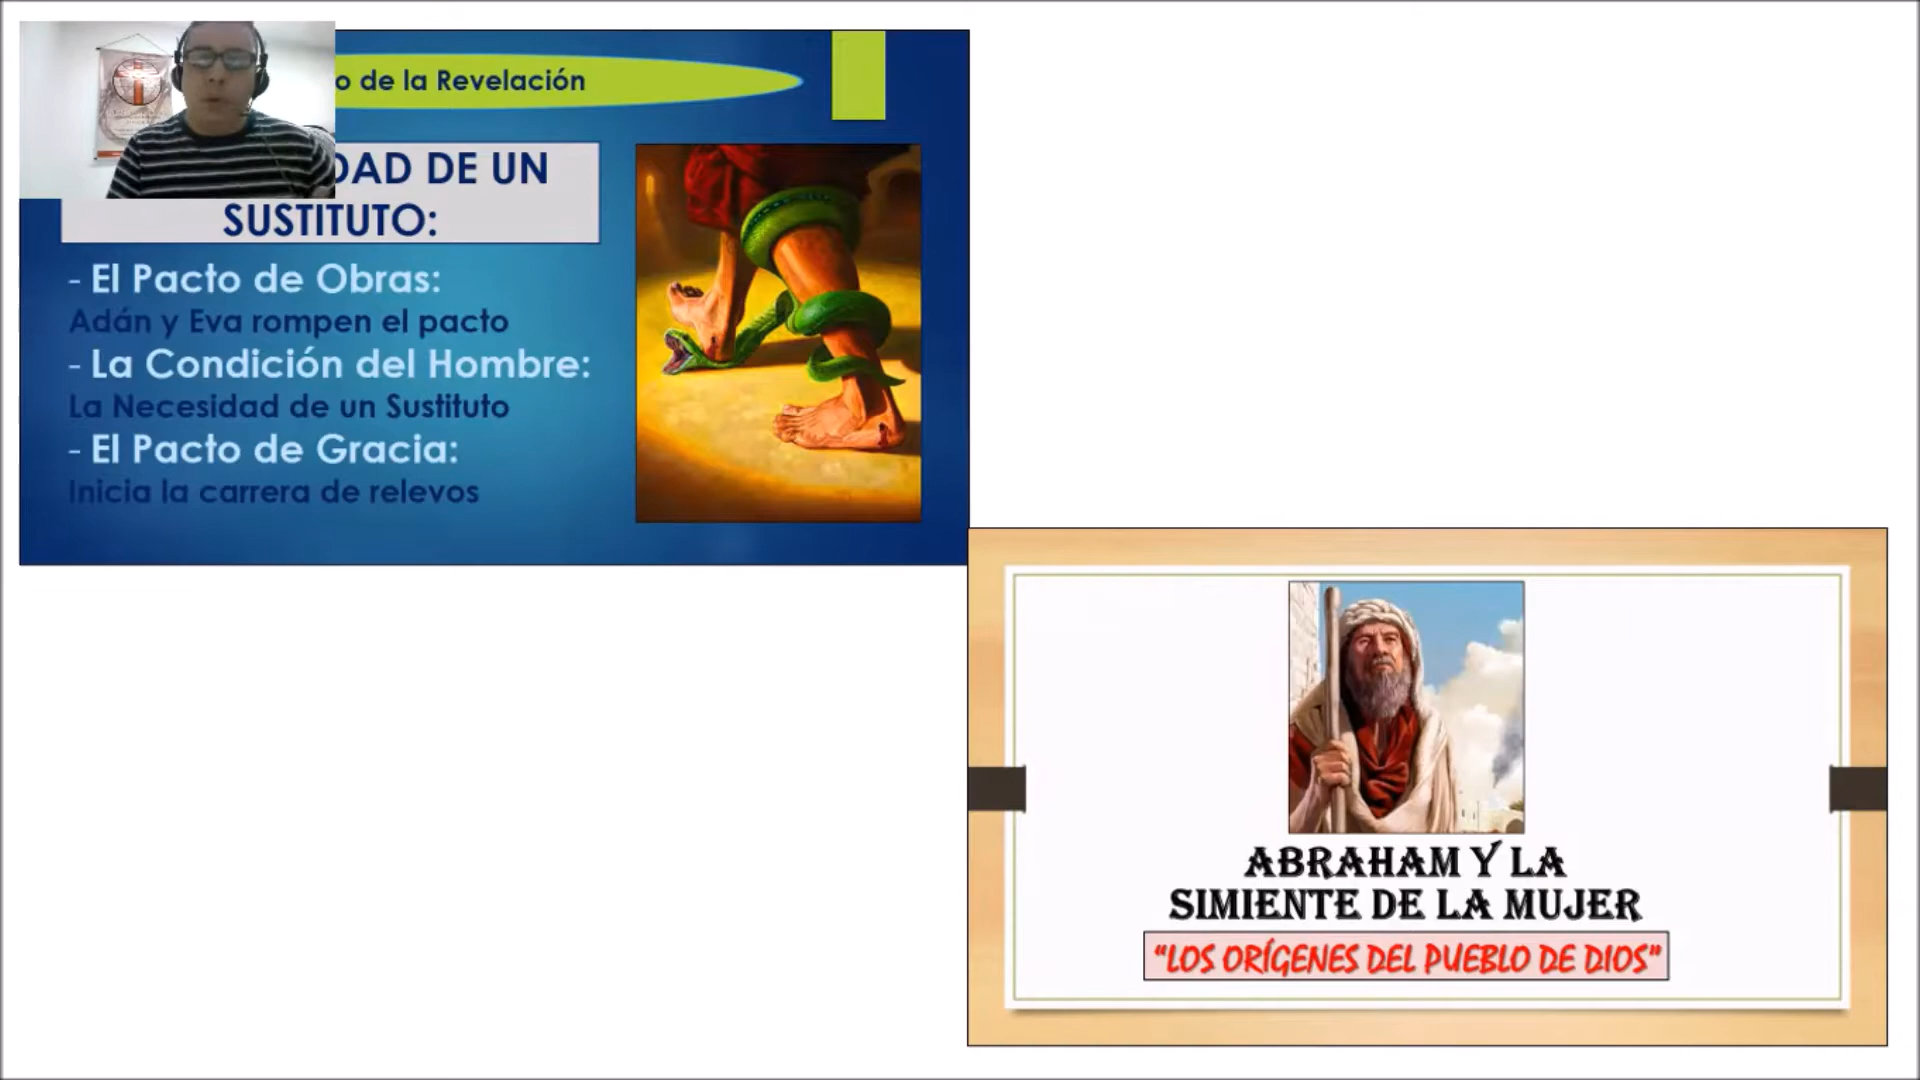 o de la Revelación
DAD DE UN
SUSTITUTO:
- El Pacto de Obras:
Adán y Eva rompen el pacto
- La Condición del Hombre:
La Necesidad de un Sustituto
- El Pacto de Gracia:
Inicia la carrera de relevos
ABRAHAM Y LA
SIMIENTE DE LA MUJER
“LOS ORÍGENES DEL PUEBLO DE DIOS”